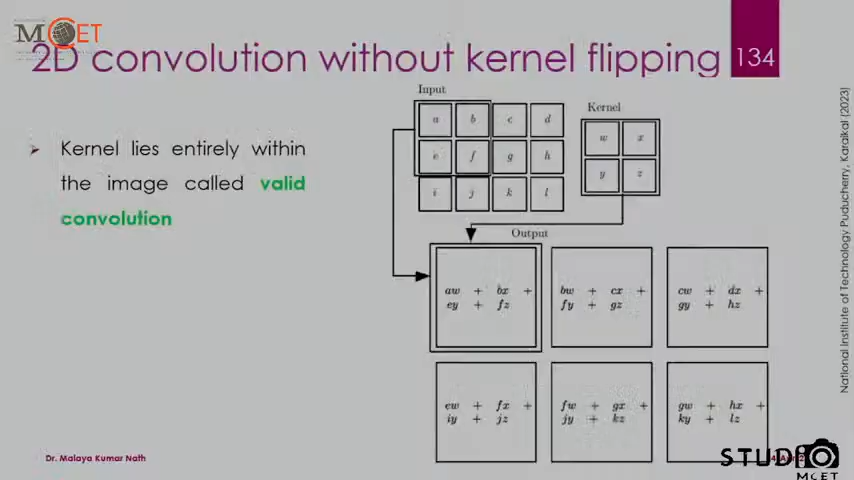 MCET
2D convolution without kernel flipping
134
Kernel lies entirely within
the image called valid
convolution
Input
a b c d
e f g h
i j k l
Kernel
w x
y z
Output
aw + bx +
ey + fz
bw + cx +
fy + gz
cw + dx +
gy + hz
ew + fx +
iy + jz
fw + gx +
jy + kz
gw + hx +
ky + lz
National Institute of Technology Puducherry, Karaikal (2023)
Dr. Malaya Kumar Nath
STUDIO
MCET